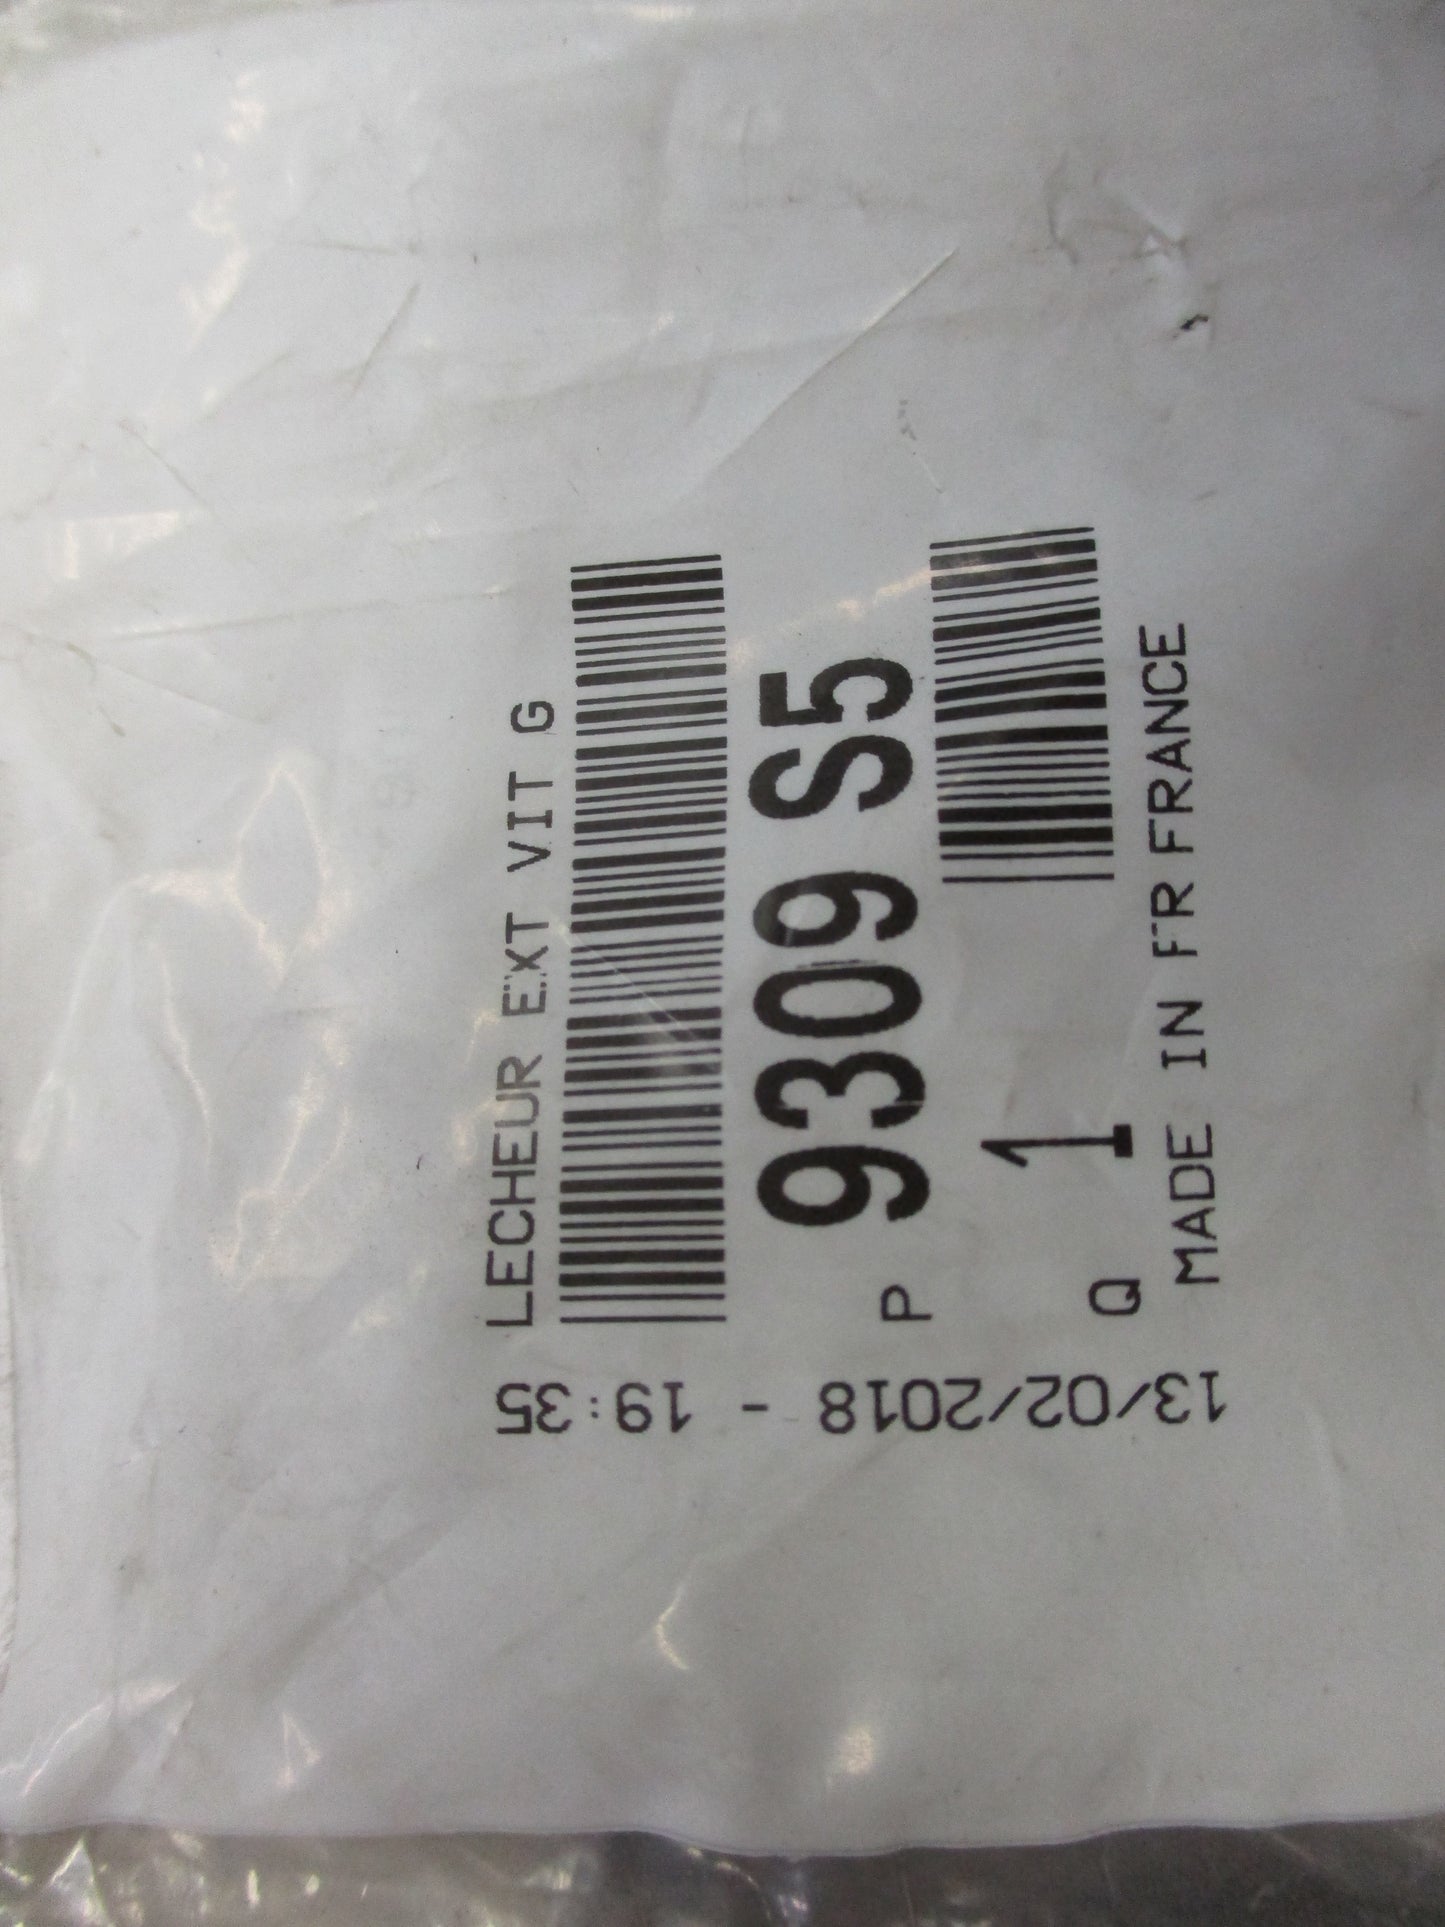 LECHEUR EXT VIT G
P 9309 S5
Q 1
MADE IN FR FRANCE
13/02/2018 - 19:35